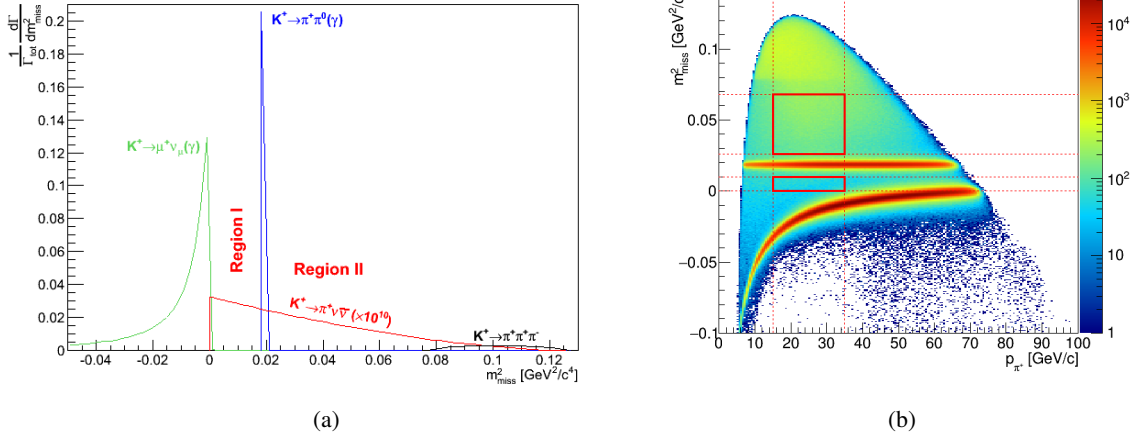 1/Γtot dΓ/dm²miss
0.2
0.18
0.16
0.14
0.12
0.1
0.08
0.06
0.04
0.02
0
K⁺→π⁺π⁰(γ)
K⁺→μ⁺νμ(γ)
Region I
Region II
K⁺→π⁺νν̄ (×10¹⁰)
K⁺→π⁺π⁺π⁻
-0.04 -0.02 0 0.02 0.04 0.06 0.08 0.1 0.12
m²miss [GeV²/c⁴]
(a)
m²miss [GeV²/c
0.1
0.05
0
−0.05
−0.1
0 10 20 30 40 50 60 70 80 90 100
pπ⁺ [GeV/c]
10⁴
10³
10²
10
1
(b)